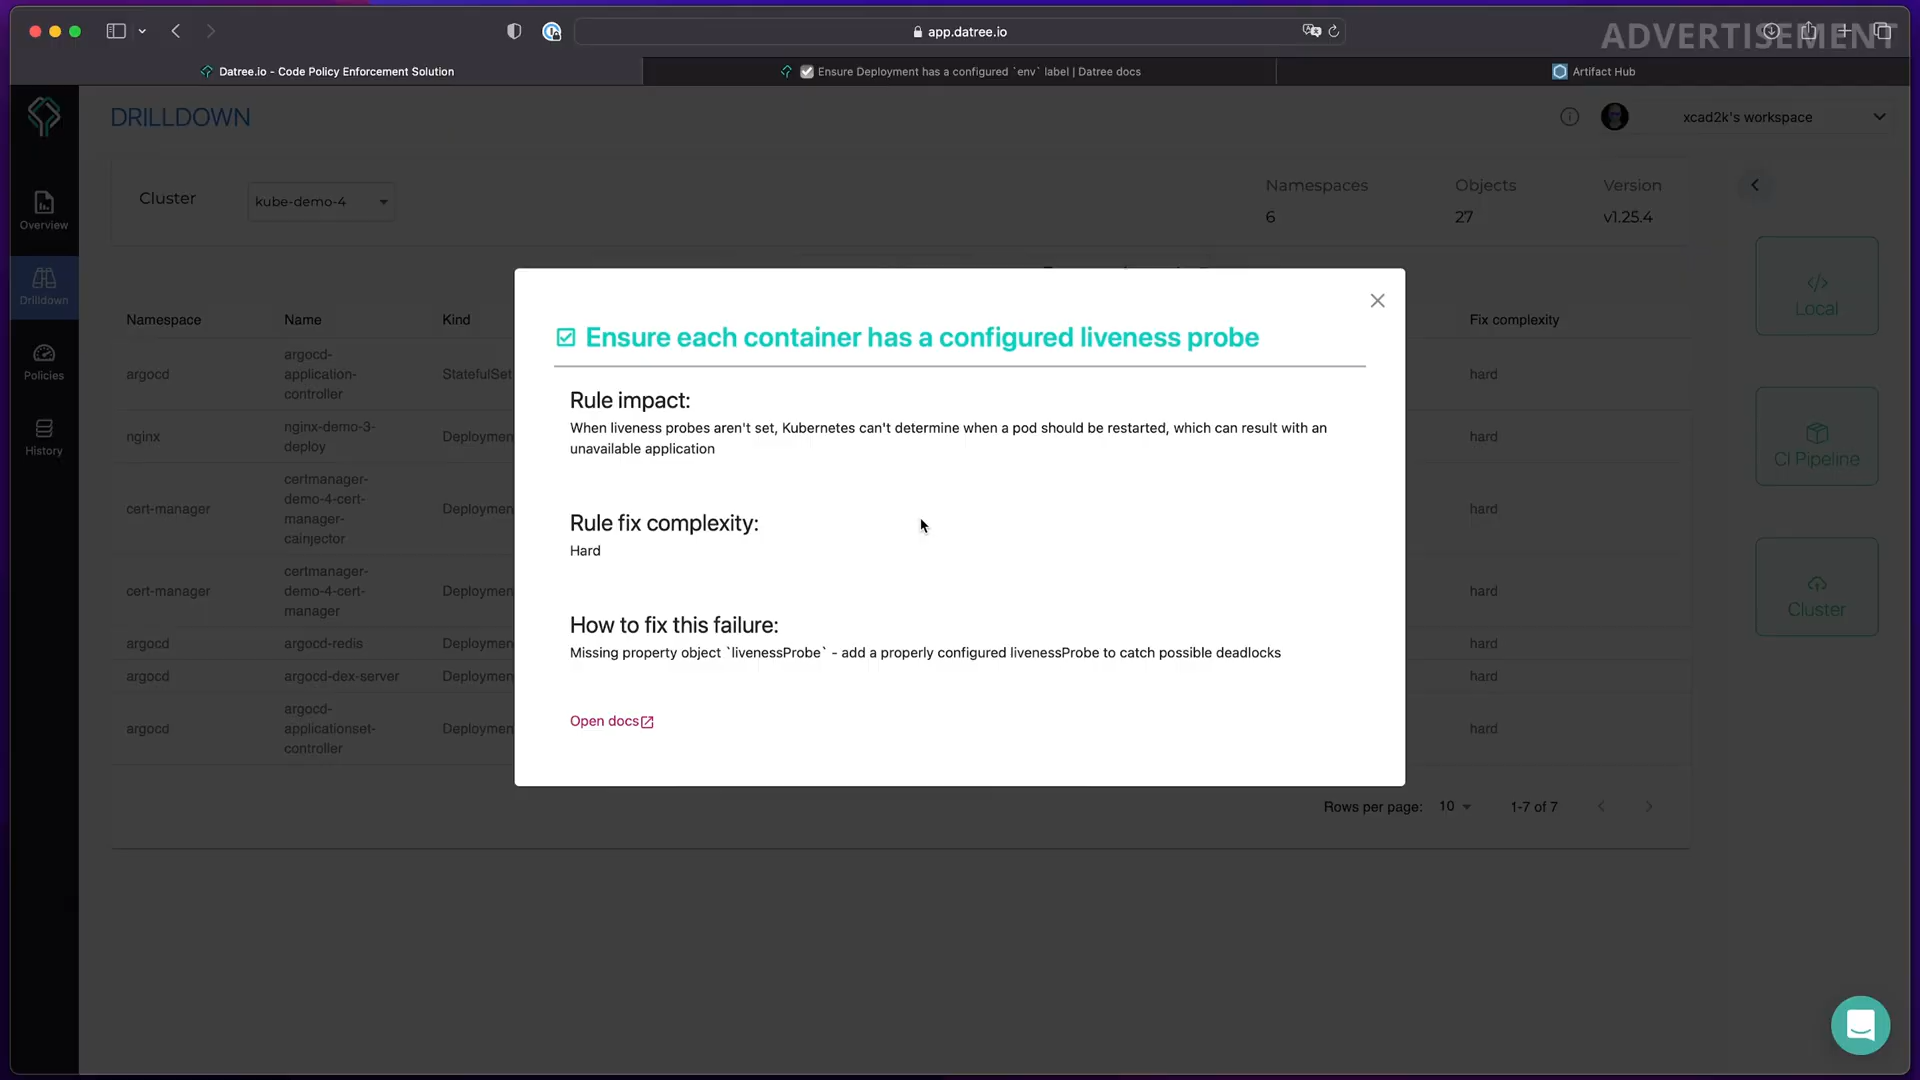 app.datree.io
ADVERTISEMENT
Datree.io - Code Policy Enforcement Solution
Ensure Deployment has a configured `env` label | Datree docs
Artifact Hub
DRILLDOWN
xcad2k's workspace
Cluster
kube-demo-4
Namespaces
Objects
Version
6
27
v1.25.4
Overview
Drilldown
Policies
History
Local
CI Pipeline
Cluster
Namespace
Name
Kind
Fix complexity
argocd
argocd-
application-
controller
StatefulSet
hard
nginx
nginx-demo-3-
deploy
Deploymen
hard
cert-manager
certmanager-
demo-4-cert-
manager-
cainjector
Deploymen
hard
cert-manager
certmanager-
demo-4-cert-
manager
Deploymen
hard
argocd
argocd-redis
Deploymen
hard
argocd
argocd-dex-server
Deploymen
hard
argocd
argocd-
applicationset-
controller
Deploymen
hard
Ensure each container has a configured liveness probe
Rule impact:
When liveness probes aren't set, Kubernetes can't determine when a pod should be restarted, which can result with an
unavailable application
Rule fix complexity:
Hard
How to fix this failure:
Missing property object `livenessProbe` - add a properly configured livenessProbe to catch possible deadlocks
Open docs
Rows per page: 10
1-7 of 7